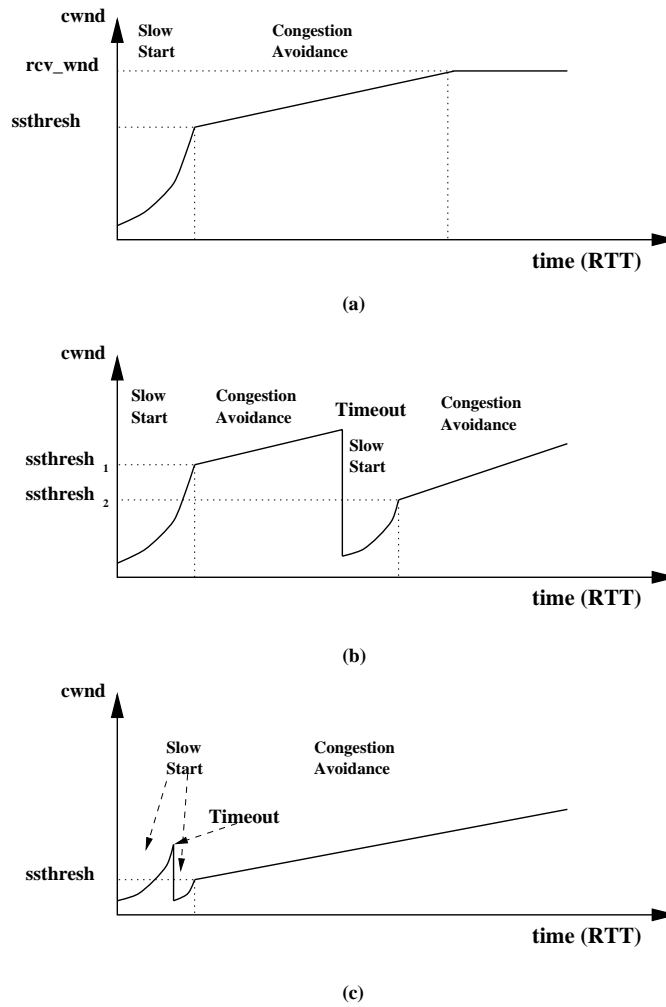 cwnd
Slow
Start
Congestion
Avoidance
rcv_wnd
ssthresh
time (RTT)
(a)
cwnd
Slow
Start
Congestion
Avoidance
Timeout
Congestion
Avoidance
Slow
Start
ssthresh 1
ssthresh 2
time (RTT)
(b)
cwnd
Slow
Start
Congestion
Avoidance
Timeout
ssthresh
time (RTT)
(c)